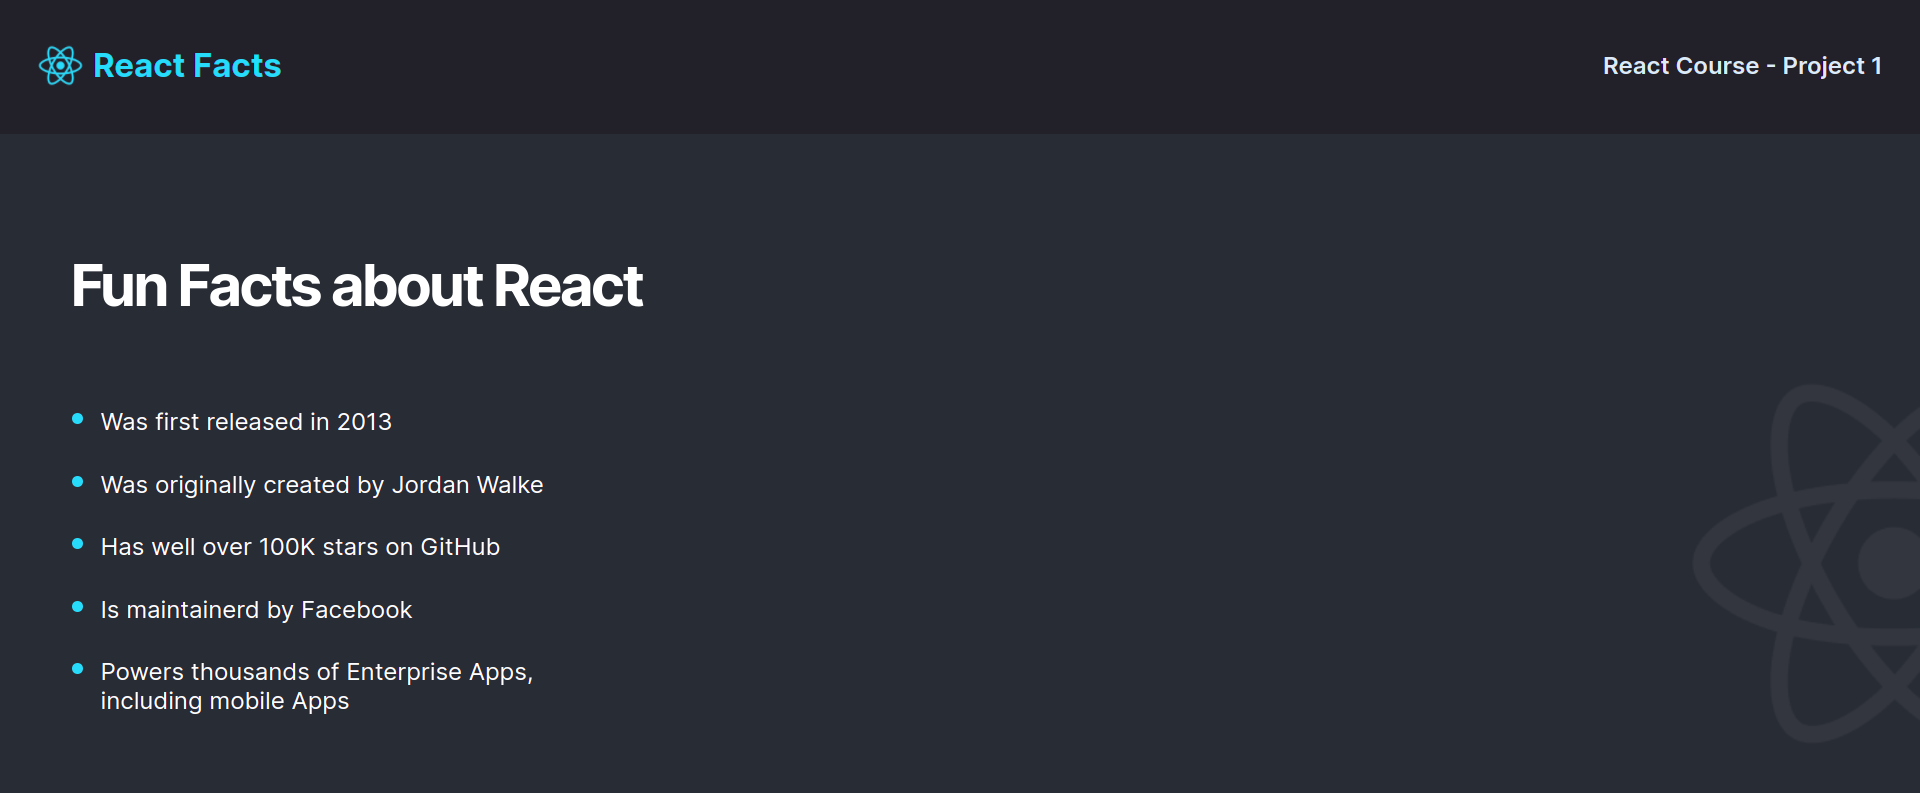 React Facts
React Course - Project 1
Fun Facts about React
Was first released in 2013
Was originally created by Jordan Walke
Has well over 100K stars on GitHub
Is maintainerd by Facebook
Powers thousands of Enterprise Apps,
including mobile Apps